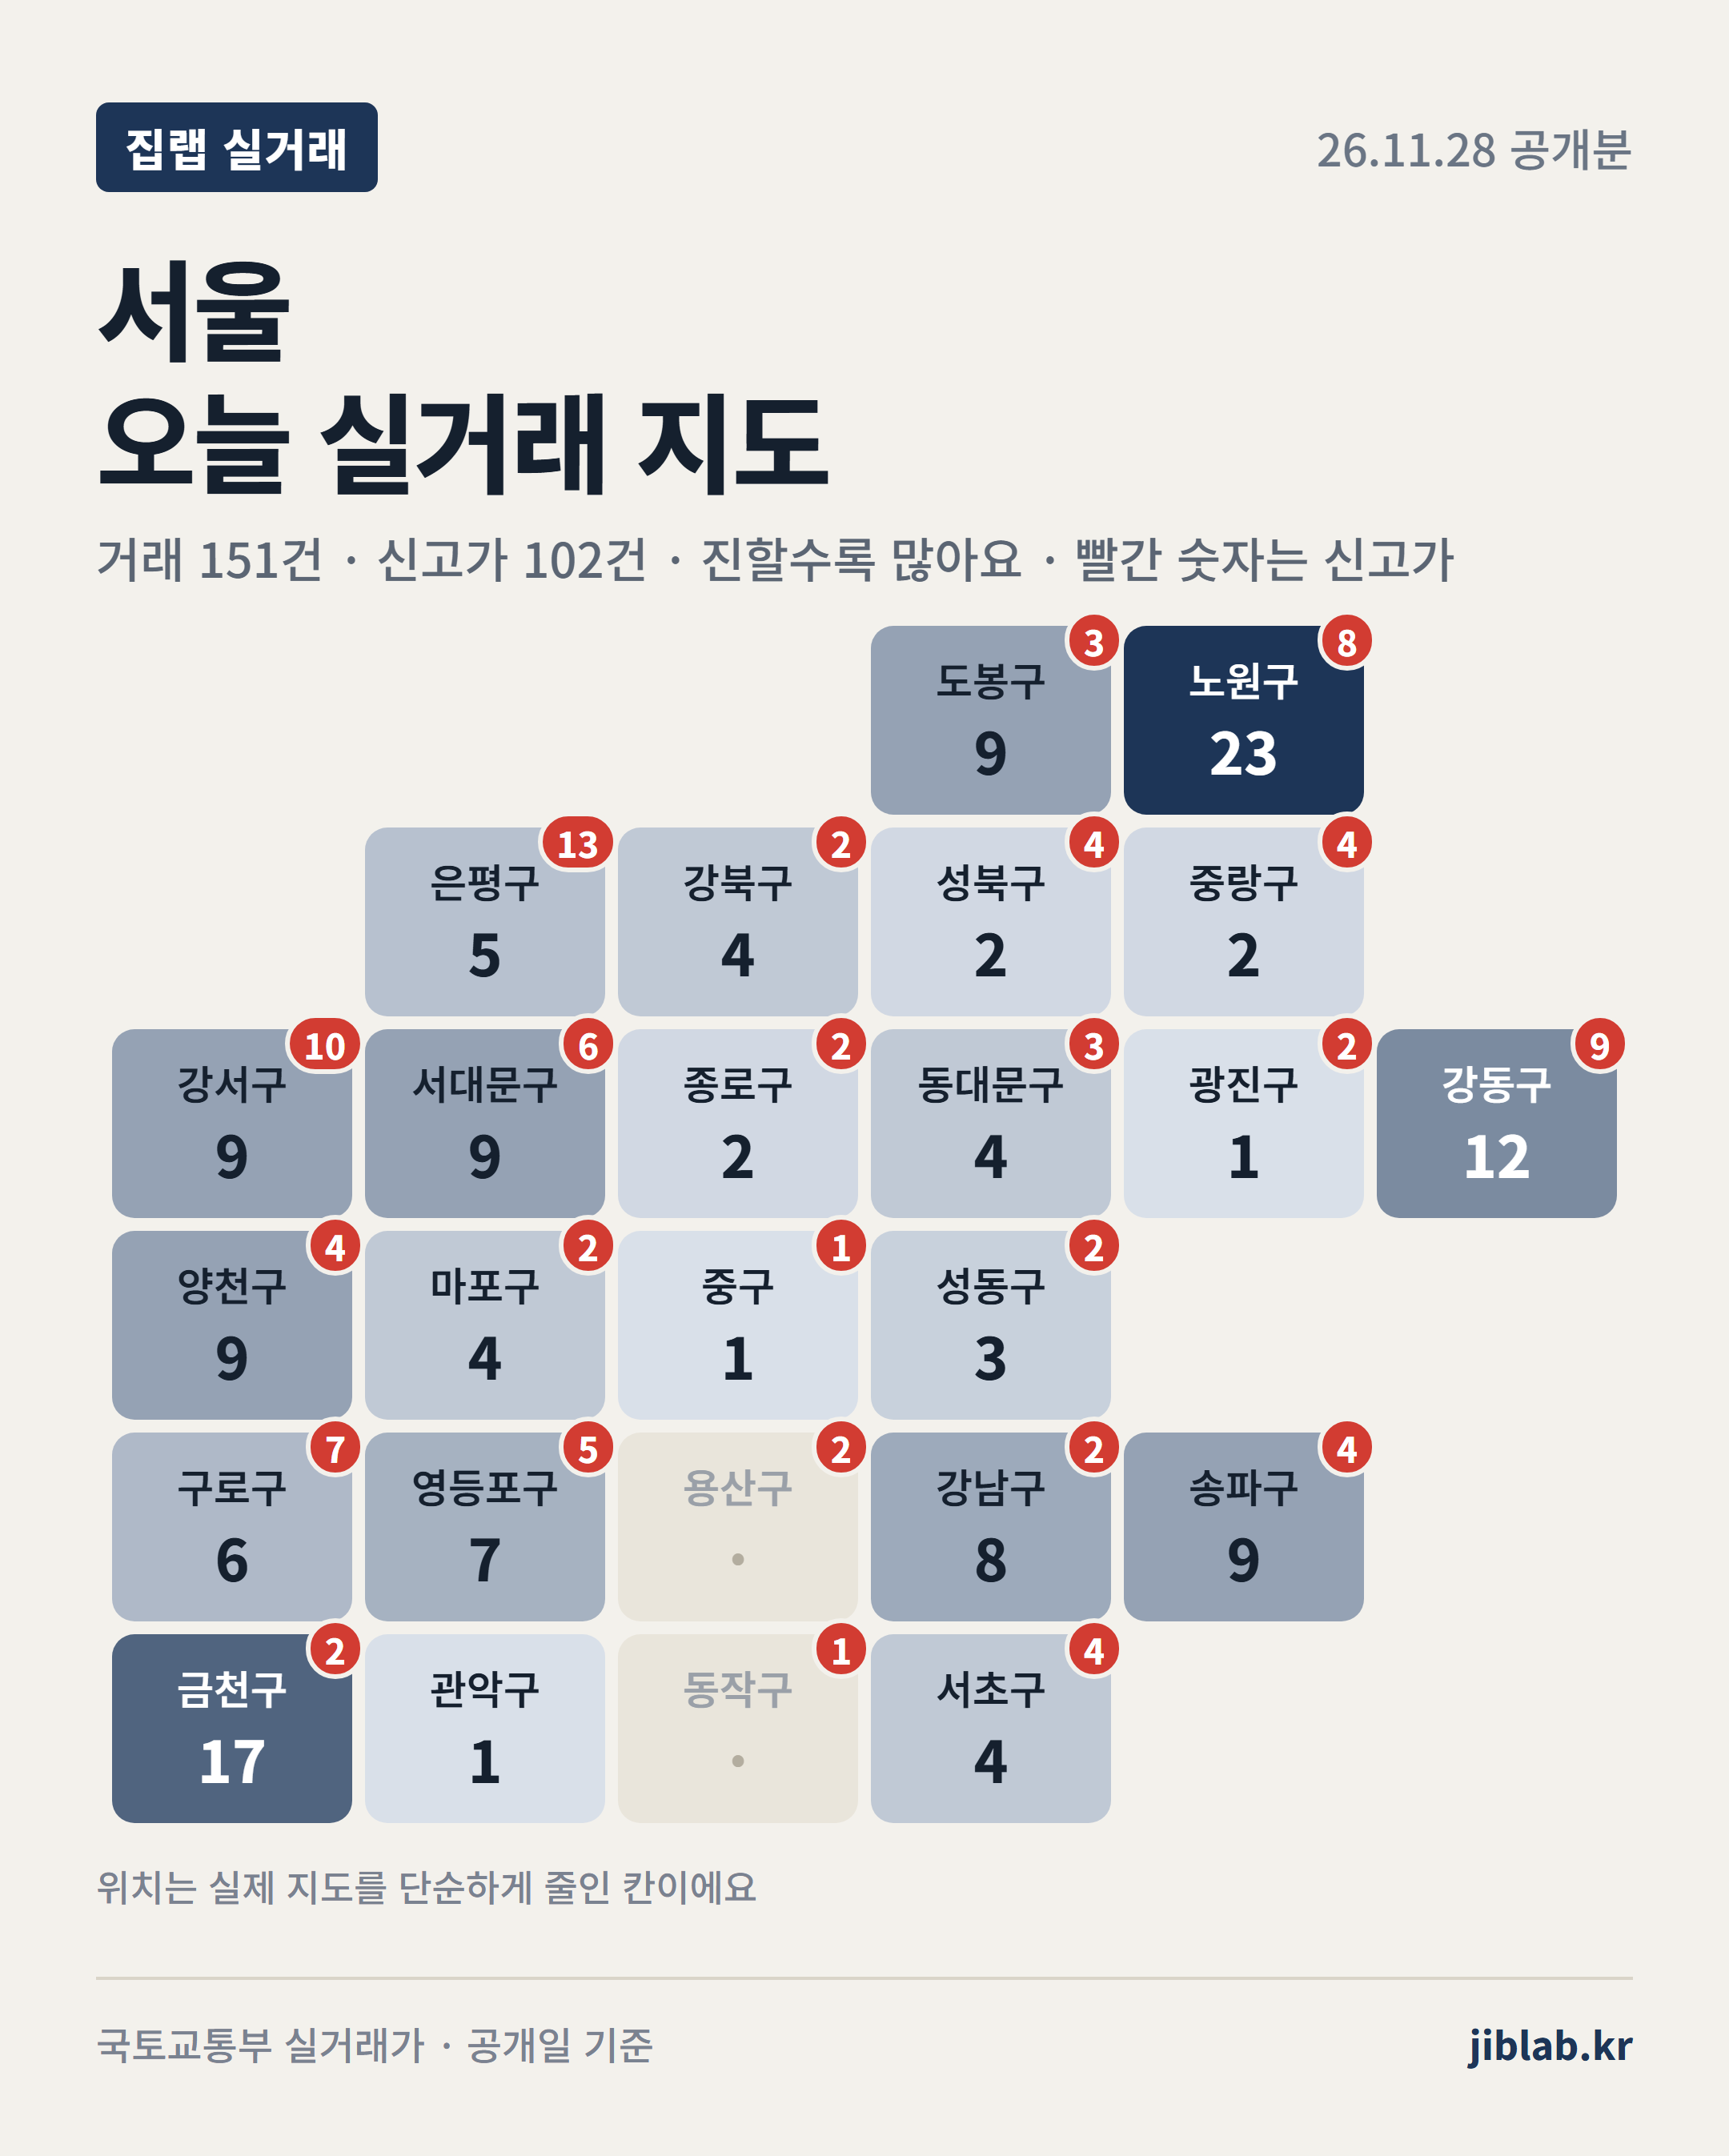 집랩 실거래
26.11.28 공개분
서울
오늘 실거래 지도
거래 151건 · 신고가 102건 · 진할수록 많아요 · 빨간 숫자는 신고가
3
8
도봉구
노원구
9
23
13
2
4
4
은평구
강북구
성북구
중랑구
5
4
2
2
10
6
2
3
2
9
강서구
서대문구
종로구
동대문구
광진구
강동구
9
9
2
4
1
12
4
2
1
2
양천구
마포구
중구
성동구
9
4
1
3
7
5
2
2
4
구로구
영등포구
용산구
강남구
송파구
6
7
·
8
9
2
1
4
금천구
관악구
동작구
서초구
17
1
·
4
위치는 실제 지도를 단순하게 줄인 칸이에요
국토교통부 실거래가 · 공개일 기준
jiblab.kr